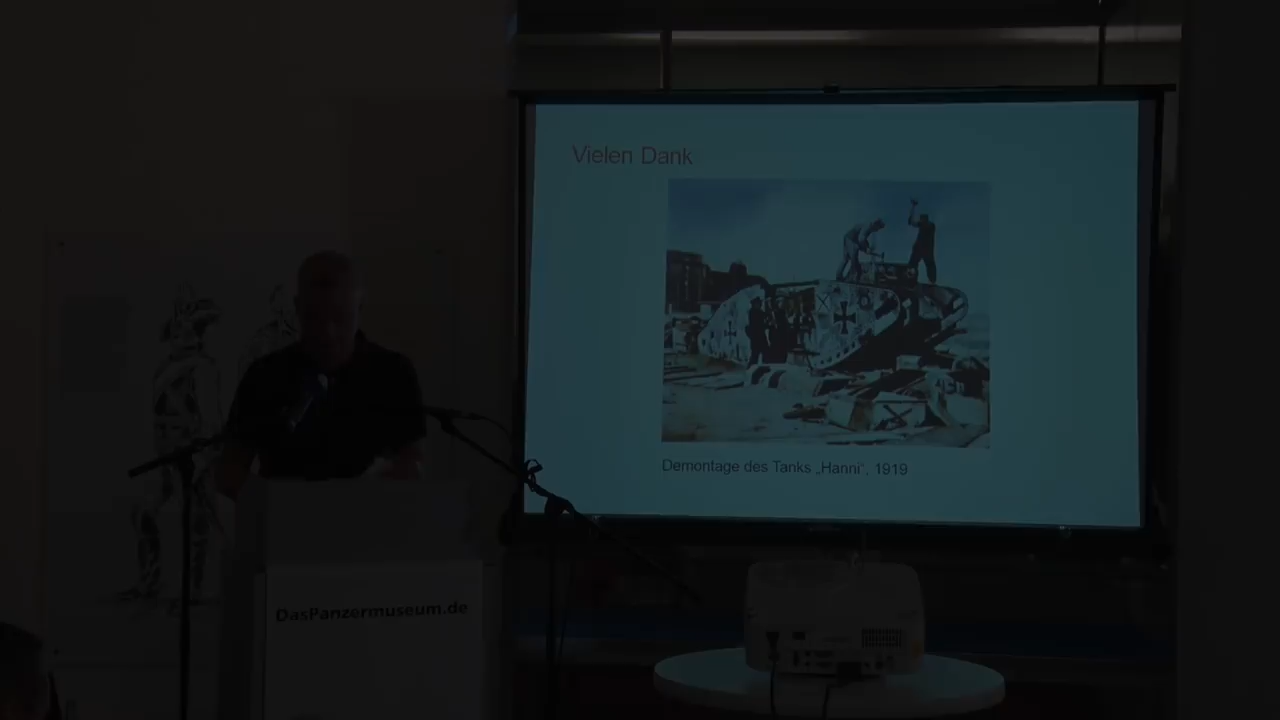 Vielen Dank
Demontage des Tanks „Hanni“, 1919
DasPanzermuseum.de